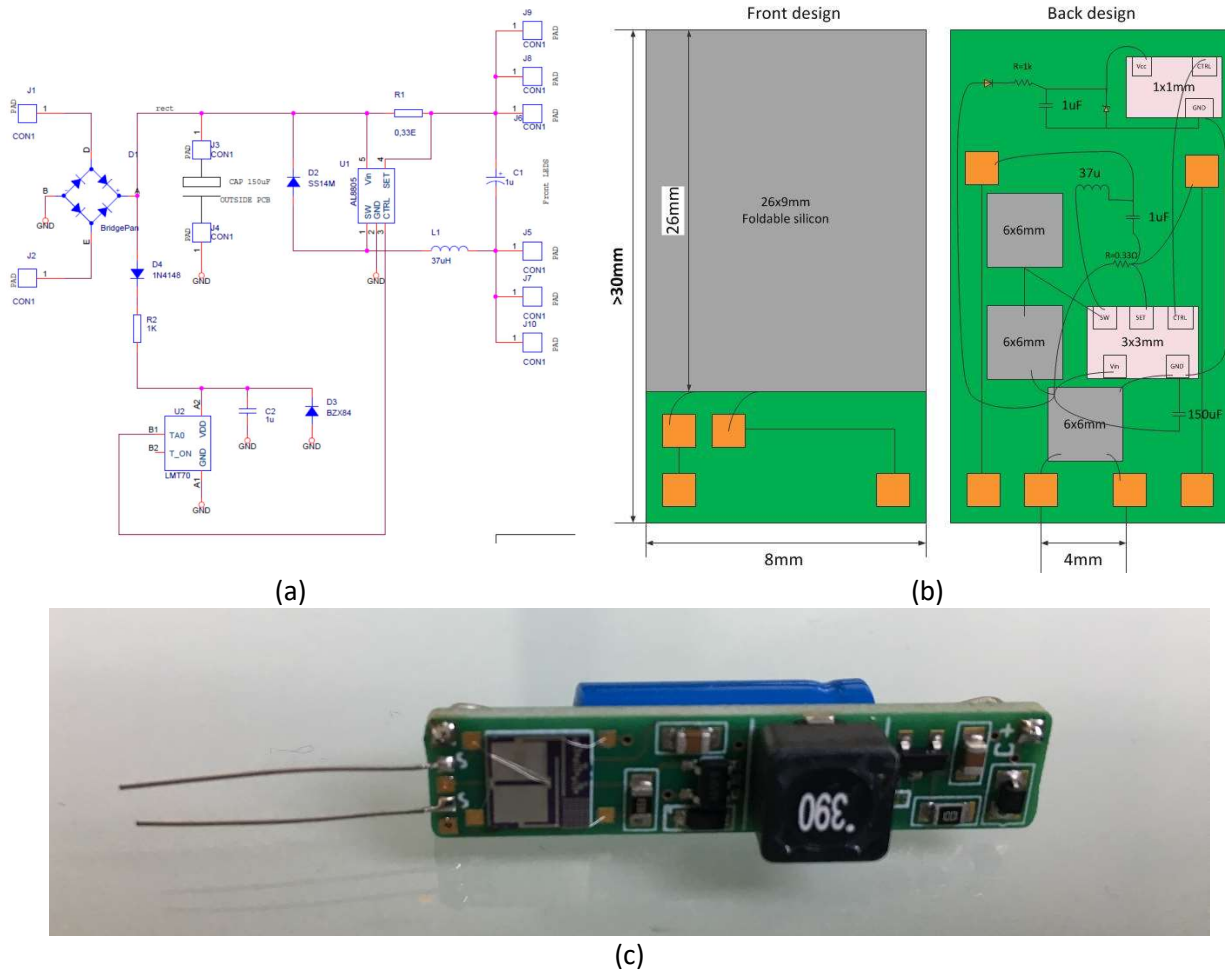 J1
PAD
1
CON1
D
D1
B
GND
BridgePan
E
J2
PAD
1
CON1
rect
1
J3
PAD
CON1
CAP 150uF
OUTSIDE PCB
J4
PAD
CON1
1
GND
D4
1N4148
R2
1K
U2
A2
B1
TA0
VDD
B2
T_ON
GND
LMT70
A1
GND
C2
1u
GND
D3
BZX84
GND
D2
SS14M
R1
0,33E
U1
5
4
AL8805
Vin
SET
SW
GND
CTRL
1
2
3
GND
L1
37uH
C1
1u
Front LEDS
J9
1
CON1
PAD
J8
1
CON1
PAD
J6
1
CON1
PAD
J5
1
CON1
PAD
J7
1
CON1
PAD
J10
1
CON1
PAD
(a)
Front design
26x9mm
Foldable silicon
26mm
>30mm
8mm
Back design
R=1k
1uF
Vcc
CTRL
1x1mm
GND
37u
1uF
6x6mm
R=0.33Ω
6x6mm
SW
SET
CTRL
3x3mm
Vin
GND
150uF
6x6mm
4mm
(b)
S
S
390
C+
1001
(c)